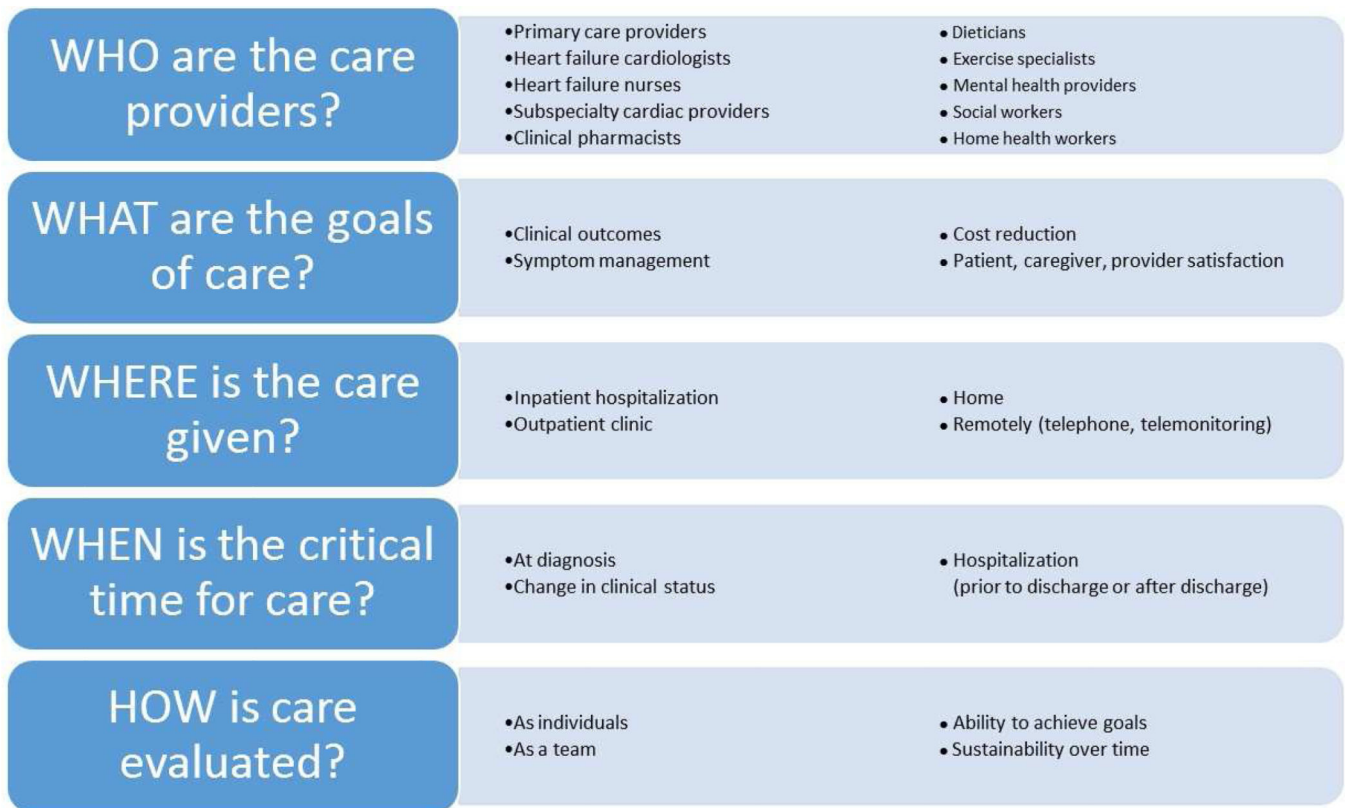 WHO are the care
providers?
•Primary care providers
•Heart failure cardiologists
•Heart failure nurses
•Subspecialty cardiac providers
•Clinical pharmacists
• Dieticians
• Exercise specialists
• Mental health providers
• Social workers
• Home health workers
WHAT are the goals
of care?
•Clinical outcomes
•Symptom management
• Cost reduction
• Patient, caregiver, provider satisfaction
WHERE is the care
given?
•Inpatient hospitalization
•Outpatient clinic
• Home
• Remotely (telephone, telemonitoring)
WHEN is the critical
time for care?
•At diagnosis
•Change in clinical status
• Hospitalization
(prior to discharge or after discharge)
HOW is care
evaluated?
•As individuals
•As a team
• Ability to achieve goals
• Sustainability over time